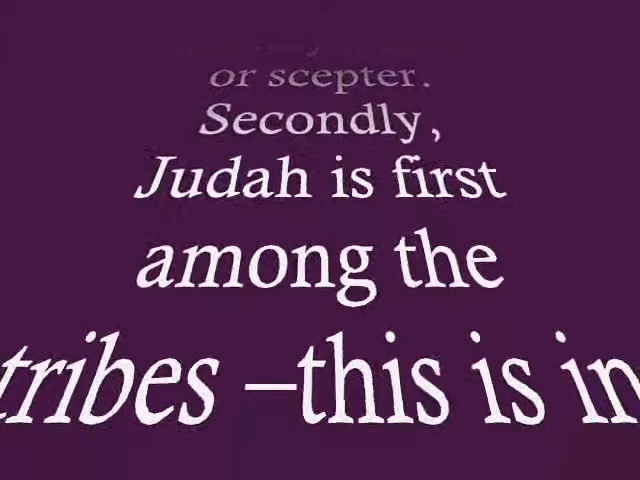 or scepter.
Secondly,
Judah is first
among the
tribes –this is in